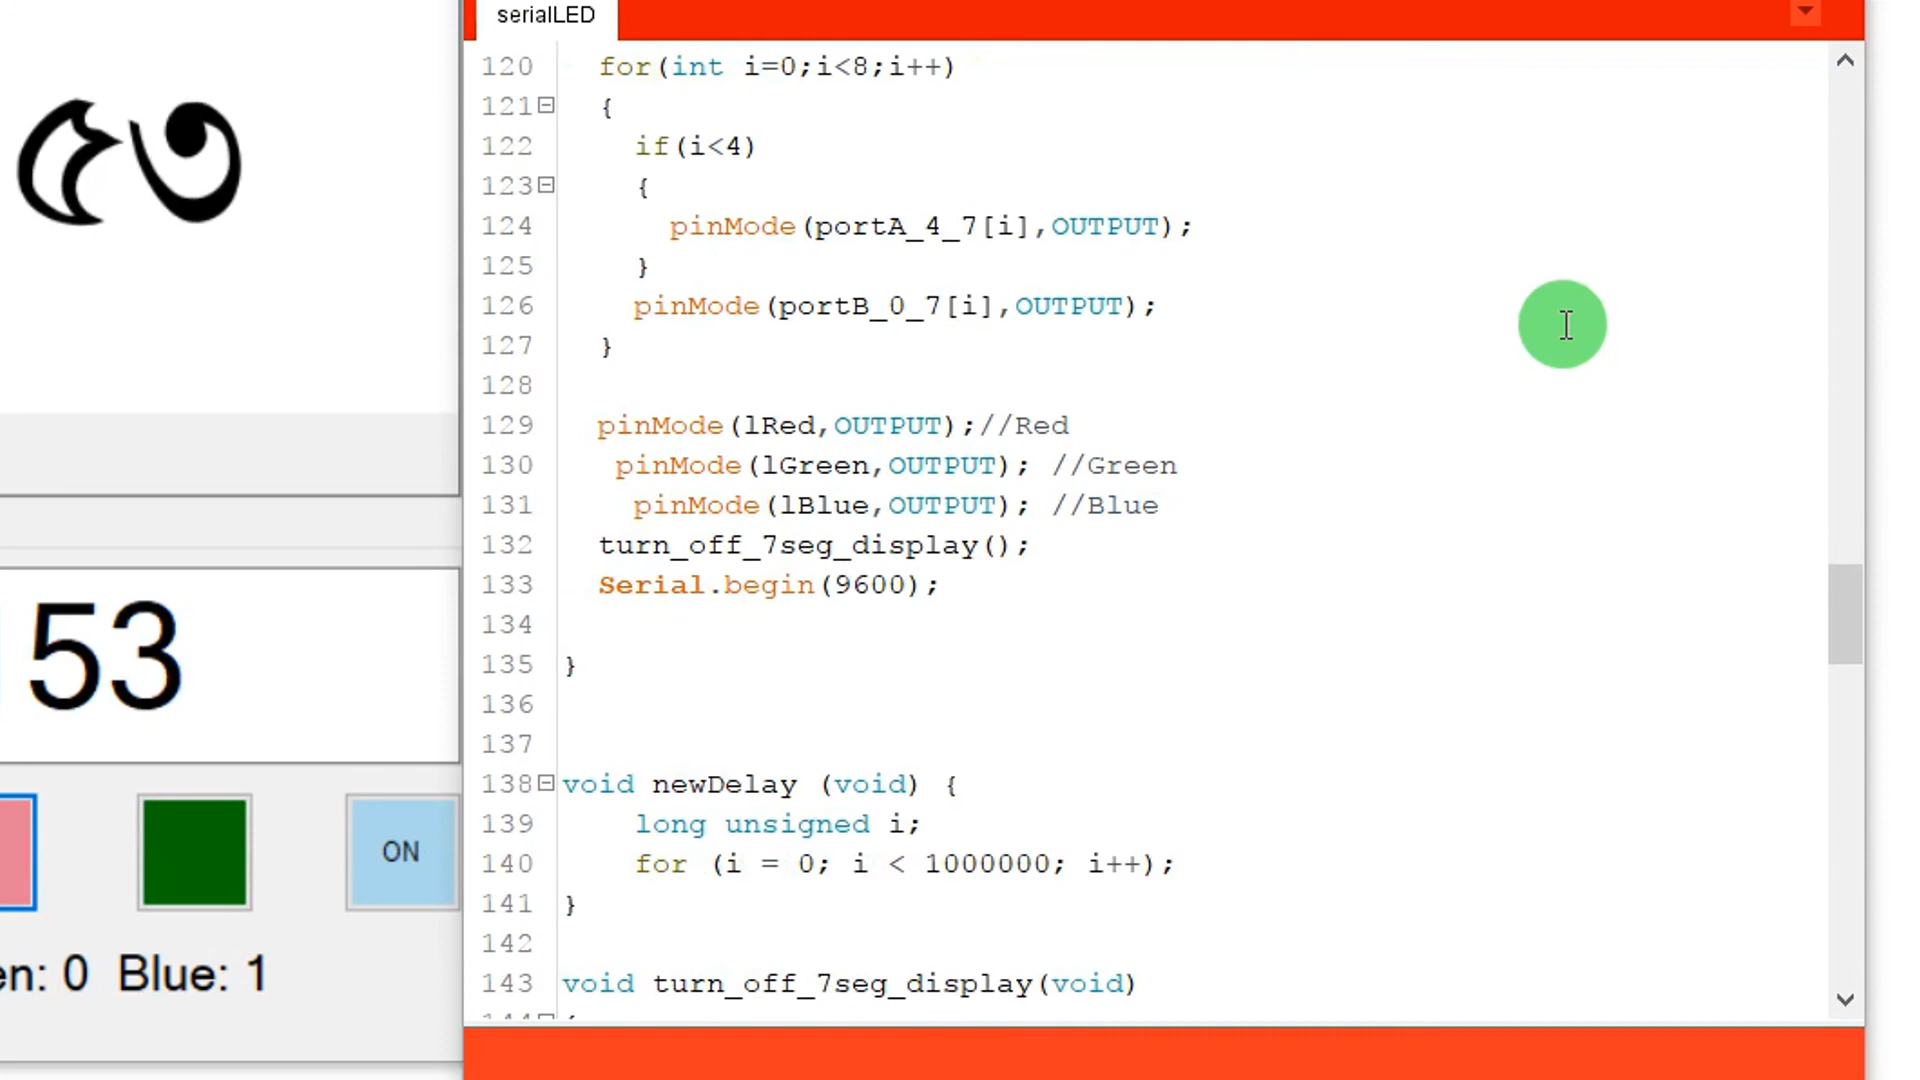 serialLED
120 for(int i=0;i<8;i++)
121 {
122 if(i<4)
123 {
124 pinMode(portA_4_7[i],OUTPUT);
125 }
126 pinMode(portB_0_7[i],OUTPUT);
127 }
128
129 pinMode(lRed,OUTPUT);//Red
130 pinMode(lGreen,OUTPUT); //Green
131 pinMode(lBlue,OUTPUT); //Blue
132 turn_off_7seg_display();
133 Serial.begin(9600);
134
135 }
136
137
138 void newDelay (void) {
139 long unsigned i;
140 for (i = 0; i < 1000000; i++);
141 }
142
143 void turn_off_7seg_display(void)
৫৩
53
ON
en: 0 Blue: 1